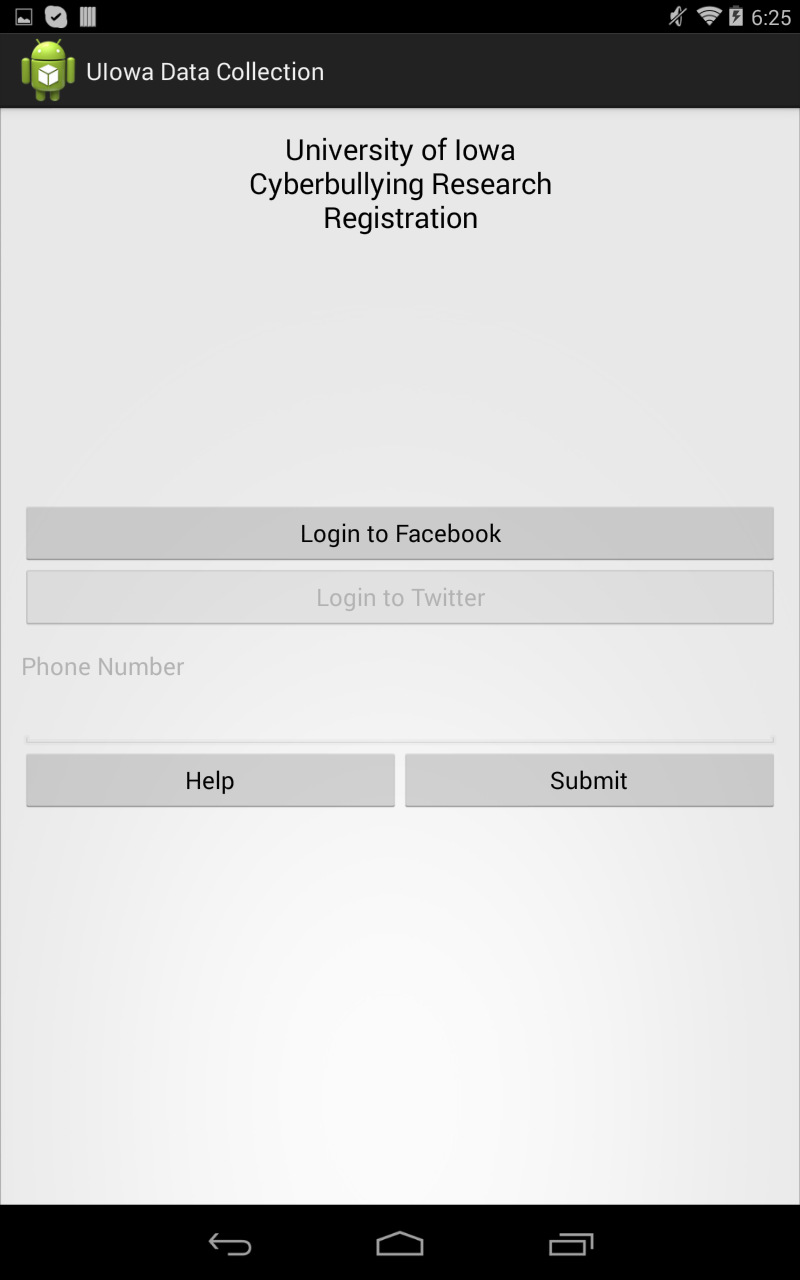 6:25
UIowa Data Collection
University of Iowa
Cyberbullying Research
Registration
Login to Facebook
Login to Twitter
Phone Number
Help
Submit